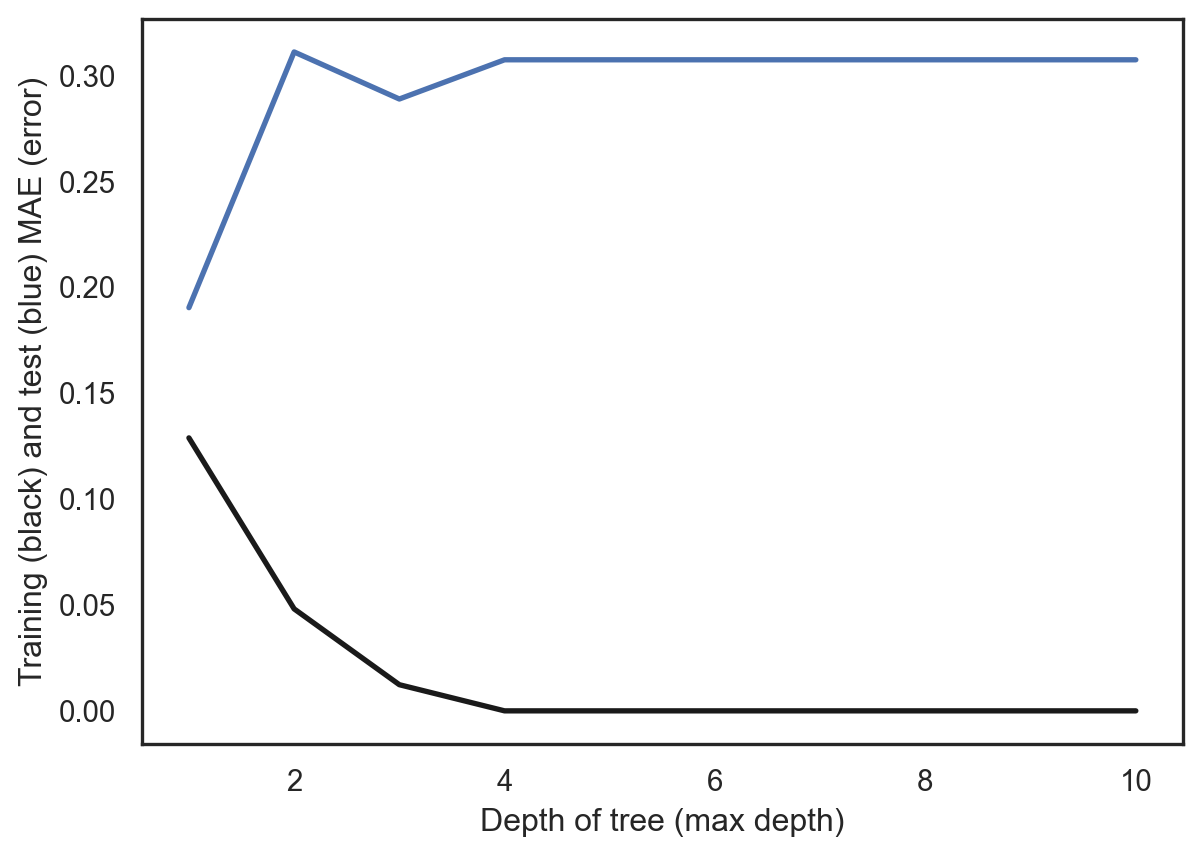 Training (black) and test (blue) MAE (error)
0.30
0.25
0.20
0.15
0.10
0.05
0.00
2 4 6 8 10
Depth of tree (max depth)